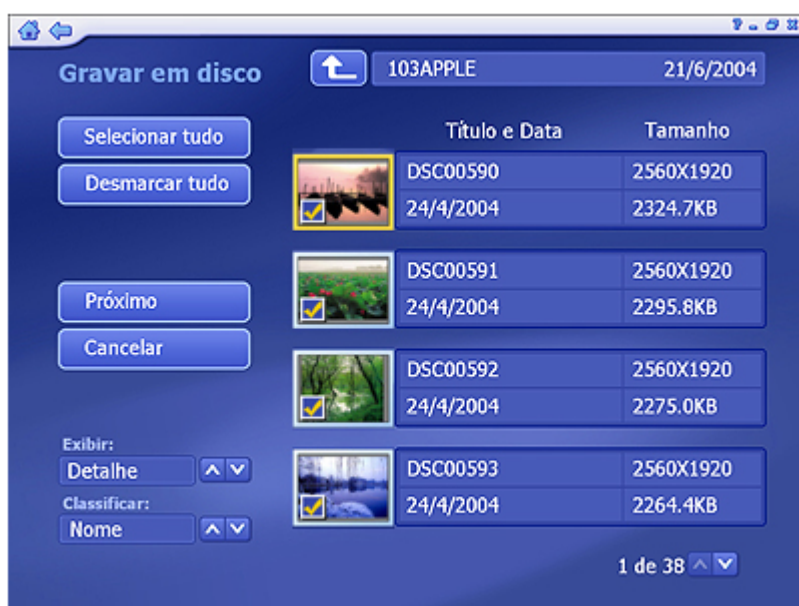 Gravar em disco
103APPLE 21/6/2004
Selecionar tudo
Desmarcar tudo
Próximo
Cancelar
Exibir:
Detalhe
Classificar:
Nome
Título e Data Tamanho
DSC00590 2560X1920
24/4/2004 2324.7KB
DSC00591 2560X1920
24/4/2004 2295.8KB
DSC00592 2560X1920
24/4/2004 2275.0KB
DSC00593 2560X1920
24/4/2004 2264.4KB
1 de 38